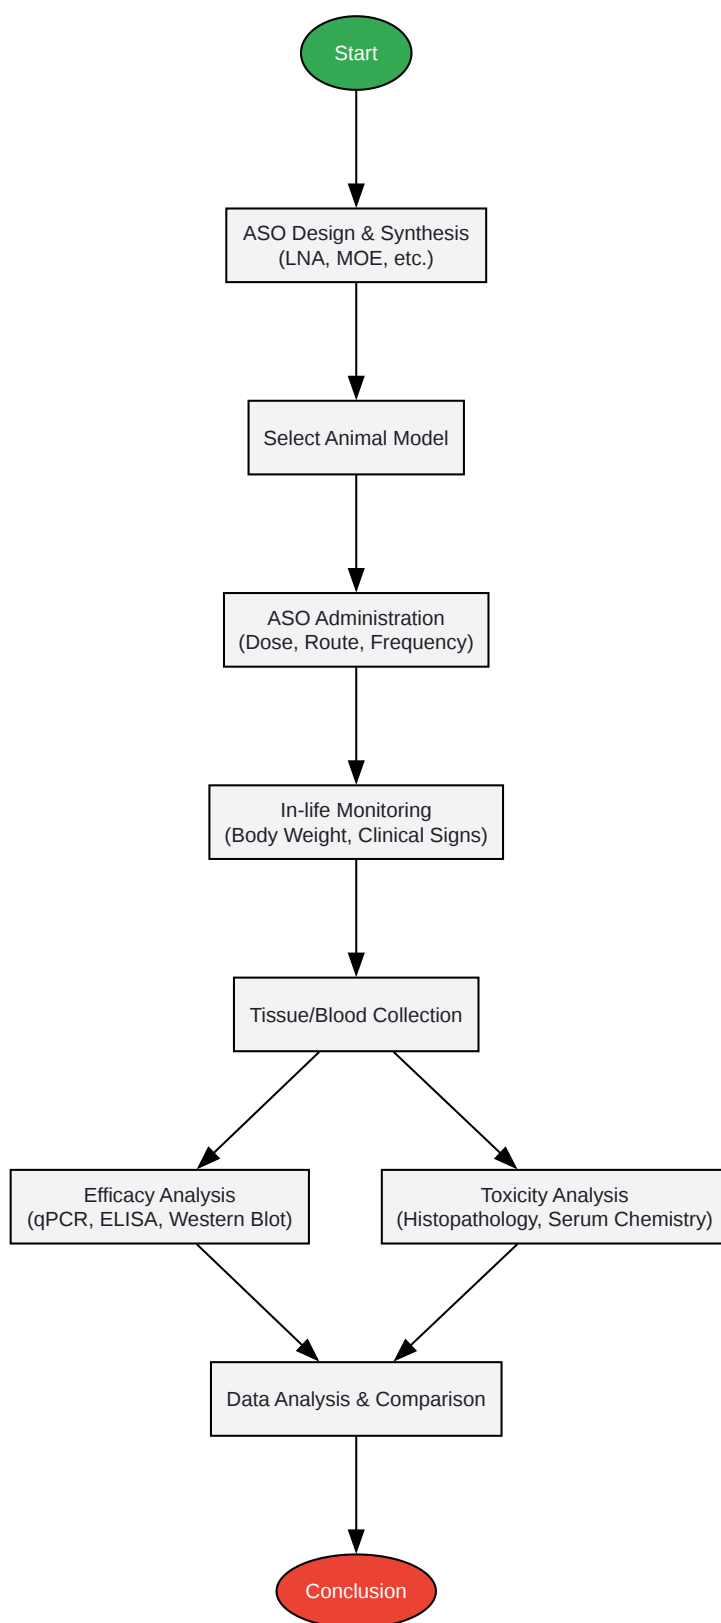 Start
ASO Design & Synthesis
(LNA, MOE, etc.)
Select Animal Model
ASO Administration
(Dose, Route, Frequency)
In-life Monitoring
(Body Weight, Clinical Signs)
Tissue/Blood Collection
Efficacy Analysis
(qPCR, ELISA, Western Blot)
Toxicity Analysis
(Histopathology, Serum Chemistry)
Data Analysis & Comparison
Conclusion